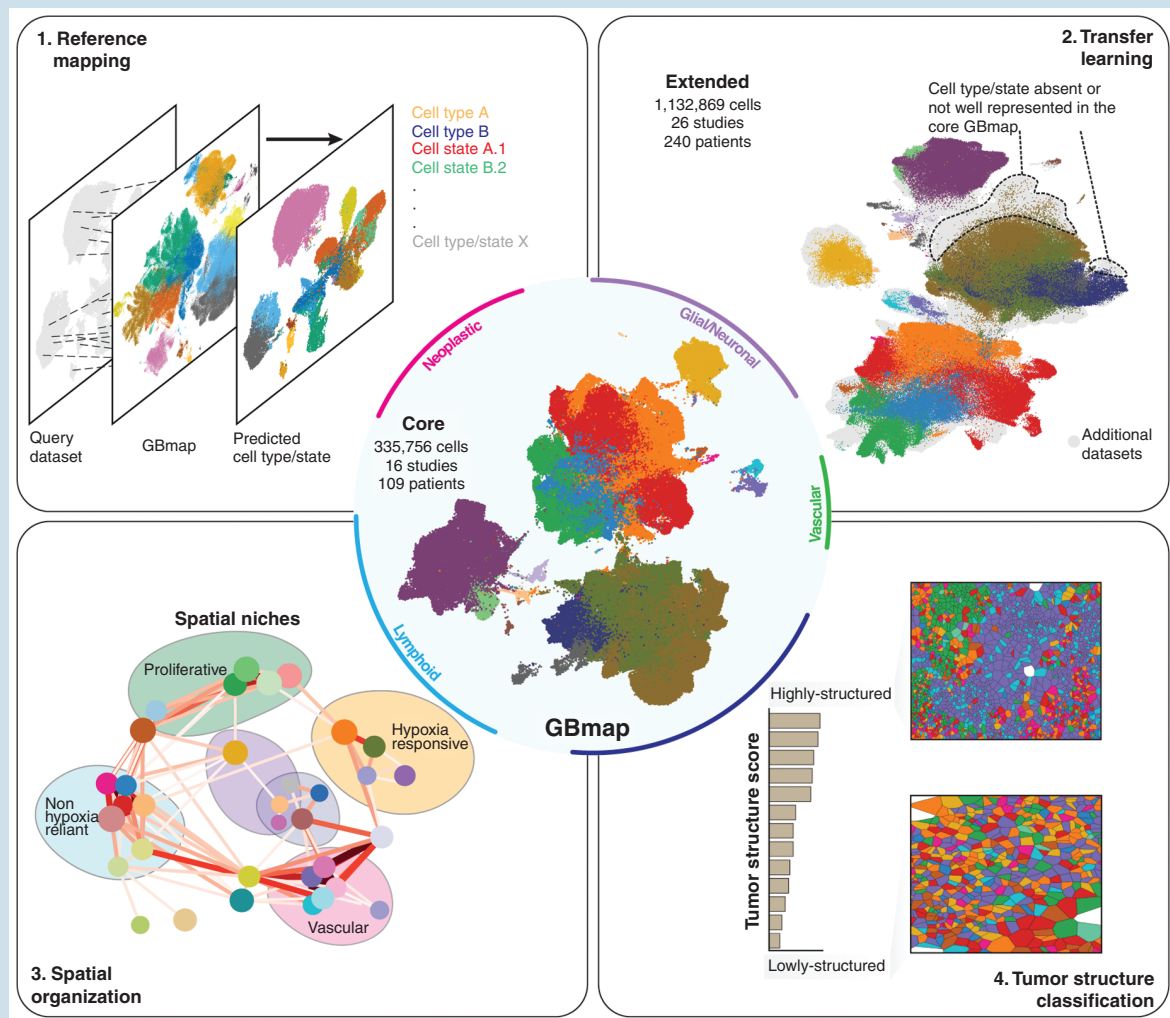 1. Reference
mapping
Cell type A
Cell type B
Cell state A.1
Cell state B.2
.
.
.
Cell type/state X
Query
dataset
GBmap
Predicted
cell type/state
2. Transfer
learning
Extended
1,132,869 cells
26 studies
240 patients
Cell type/state absent or
not well represented in the
core GBmap
Additional
datasets
Neoplastic
Glial/Neuronal
Vascular
Lymphoid
Core
335,756 cells
16 studies
109 patients
GBmap
Spatial niches
Proliferative
Hypoxia
responsive
Non
hypoxia
reliant
Vascular
3. Spatial
organization
Highly-structured
Tumor structure score
Lowly-structured
4. Tumor structure
classification